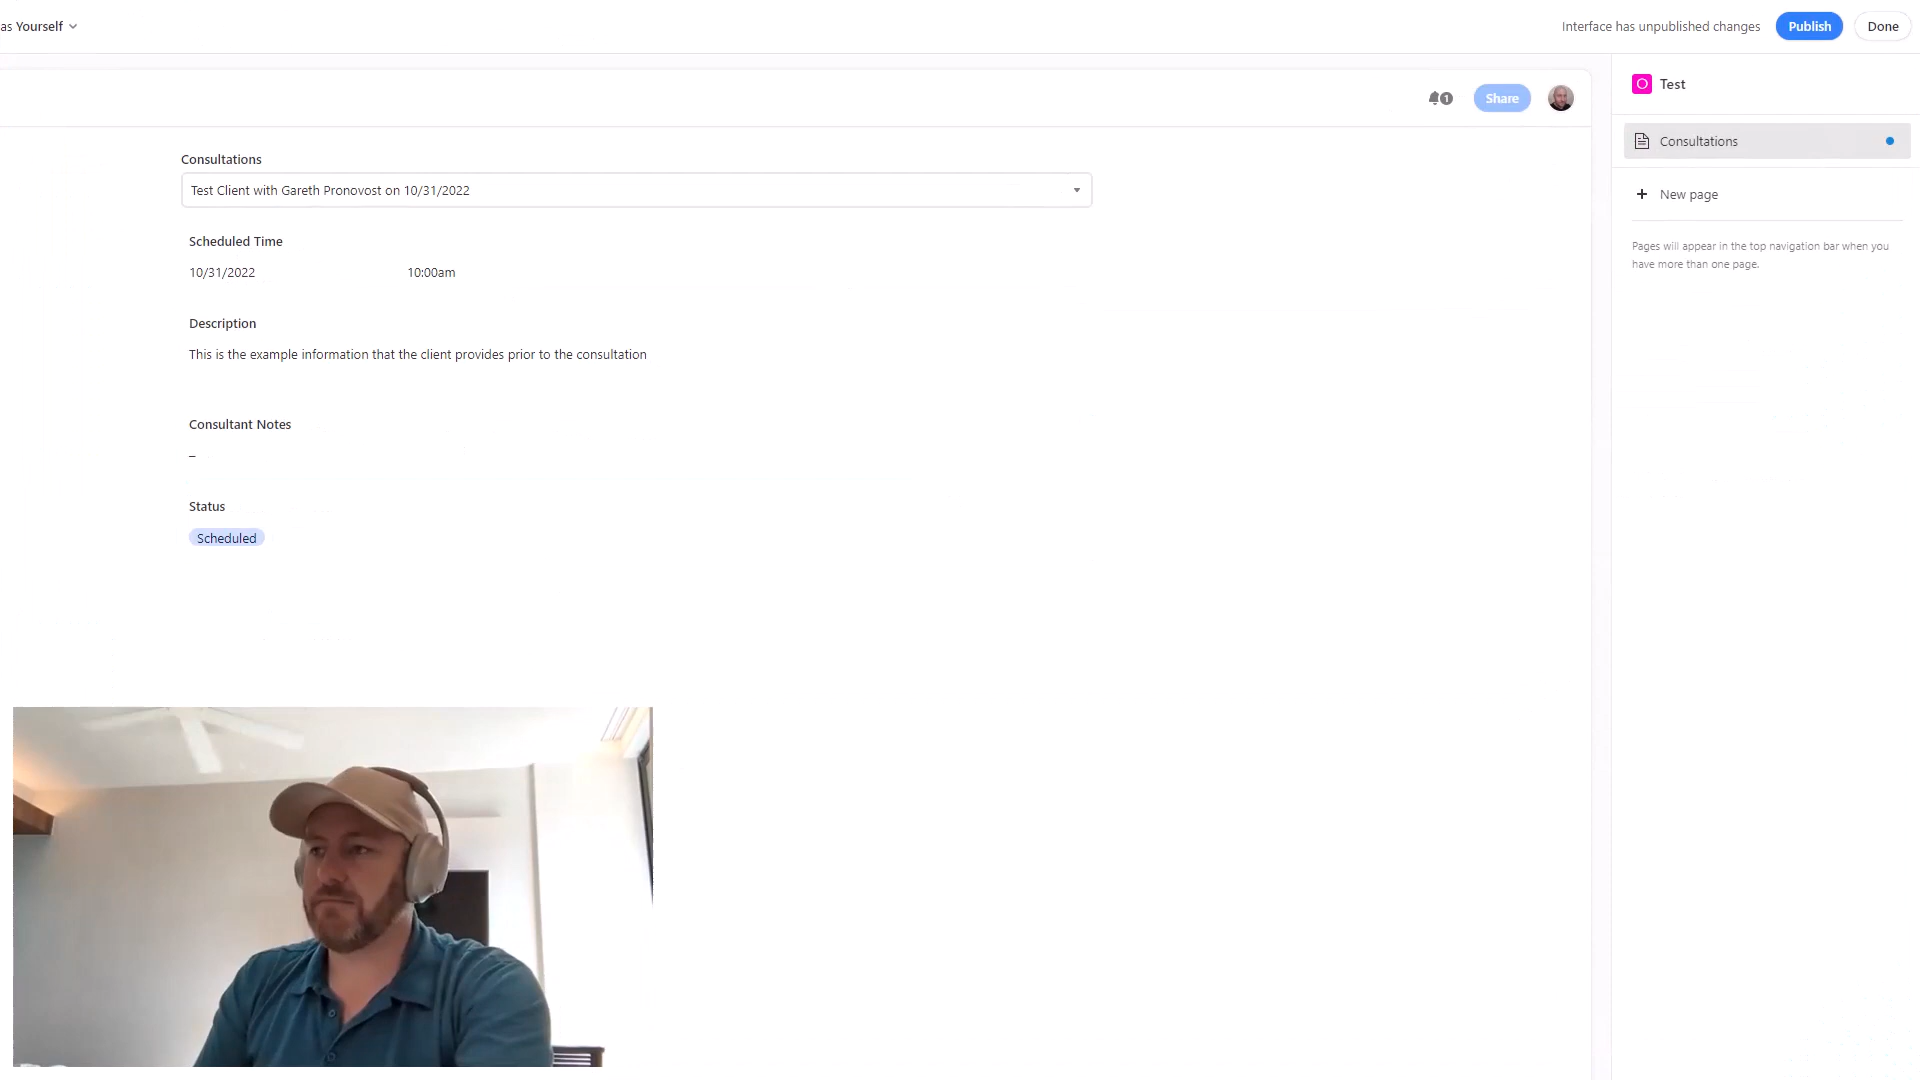 as Yourself
Interface has unpublished changes
Publish
Done
1
Share
Test
Consultations
New page
Pages will appear in the top navigation bar when you
have more than one page.
Consultations
Test Client with Gareth Pronovost on 10/31/2022
Scheduled Time
10/31/2022 10:00am
Description
This is the example information that the client provides prior to the consultation
Consultant Notes
–
Status
Scheduled